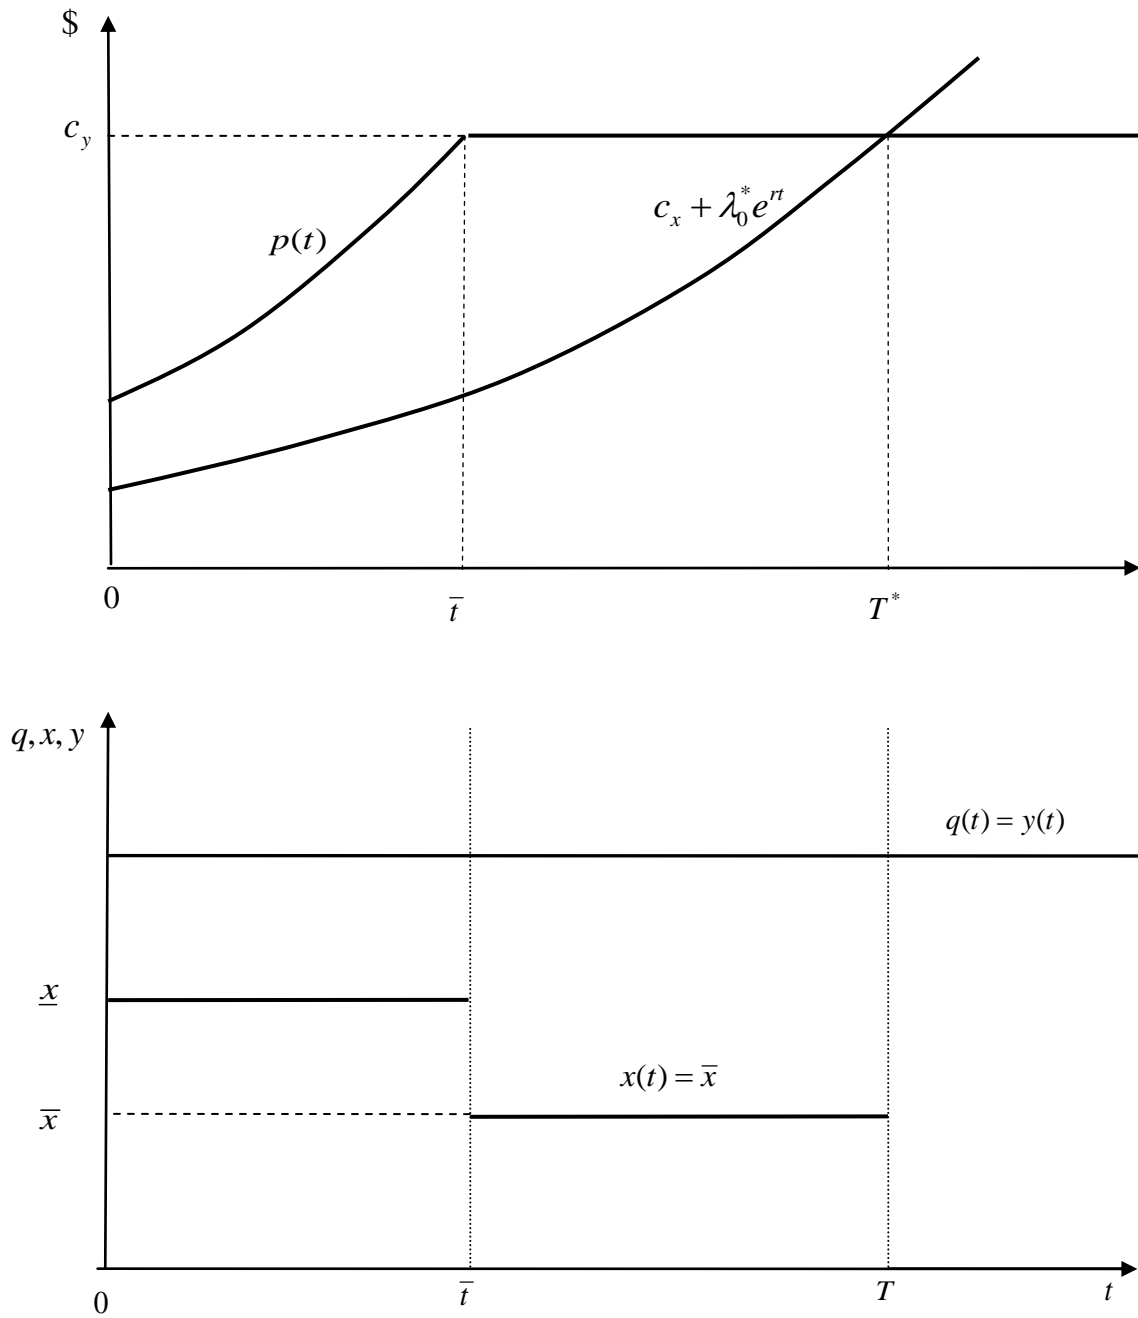 $
c_y
c_x + λ_0^* e^{rt}
p(t)
0
t̅
T^*
q, x, y
q(t) = y(t)
x̲
x(t) = x̅
x̅
0
t̅
T
t